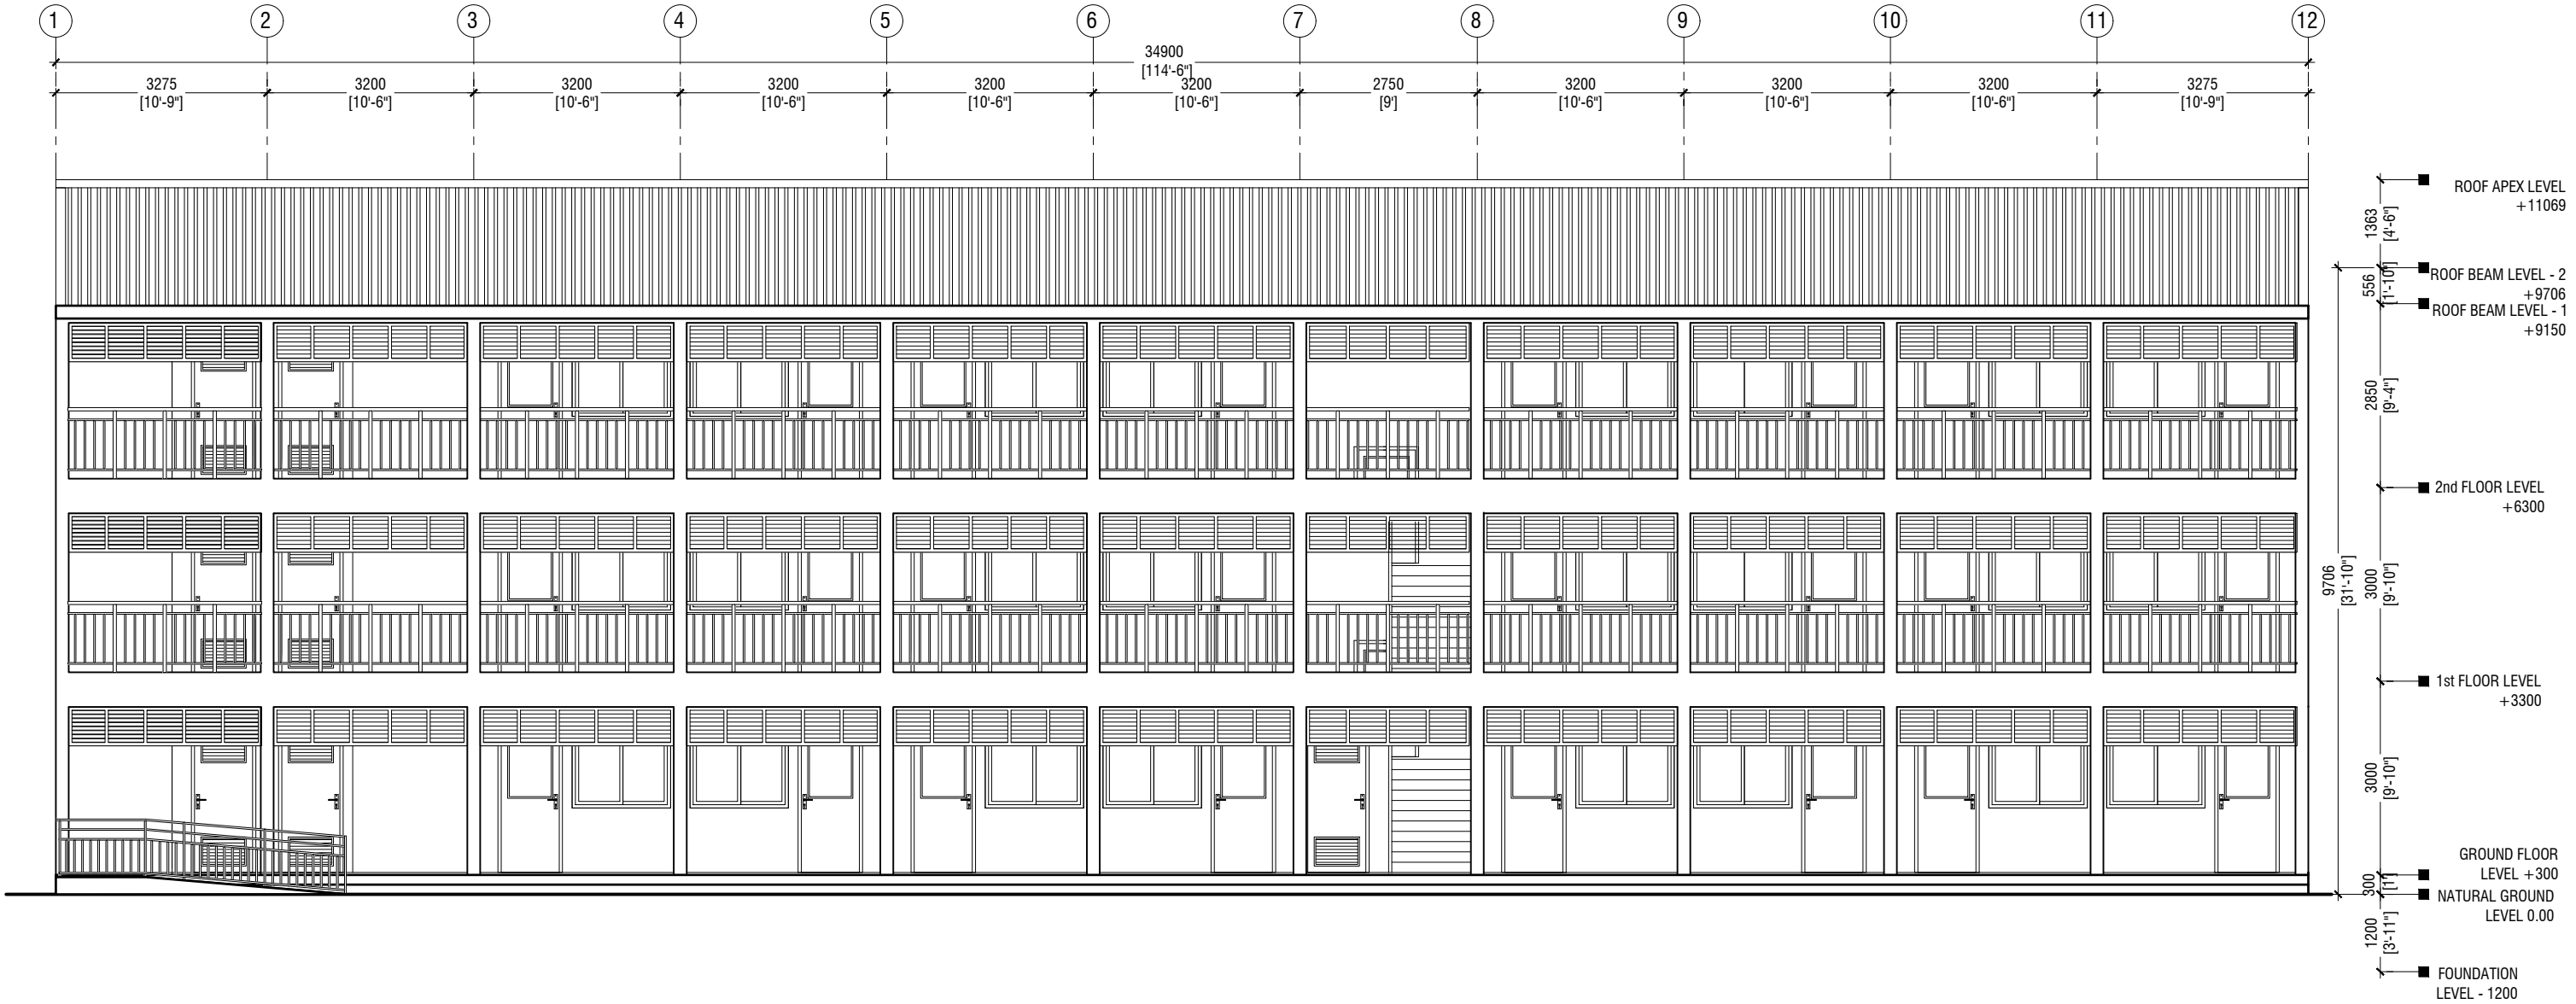 1 2 3 4 5 6 7 8 9 10 11 12
34900
[114'-6"]
3275 3200 3200 3200 3200 3200 2750 3200 3200 3200 3275
[10'-9"] [10'-6"] [10'-6"] [10'-6"] [10'-6"] [10'-6"] [9'] [10'-6"] [10'-6"] [10'-6"] [10'-9"]
ROOF APEX LEVEL
+11069
1363
[4'-6"]
ROOF BEAM LEVEL - 2
+9706
556
[1'-10"]
ROOF BEAM LEVEL - 1
+9150
2850
[9'-4"]
2nd FLOOR LEVEL
+6300
9706
[31'-10"]
3000
[9'-10"]
1st FLOOR LEVEL
+3300
3000
[9'-10"]
GROUND FLOOR
LEVEL +300
300
[1']
NATURAL GROUND
LEVEL 0.00
1200
[3'-11"]
FOUNDATION
LEVEL - 1200